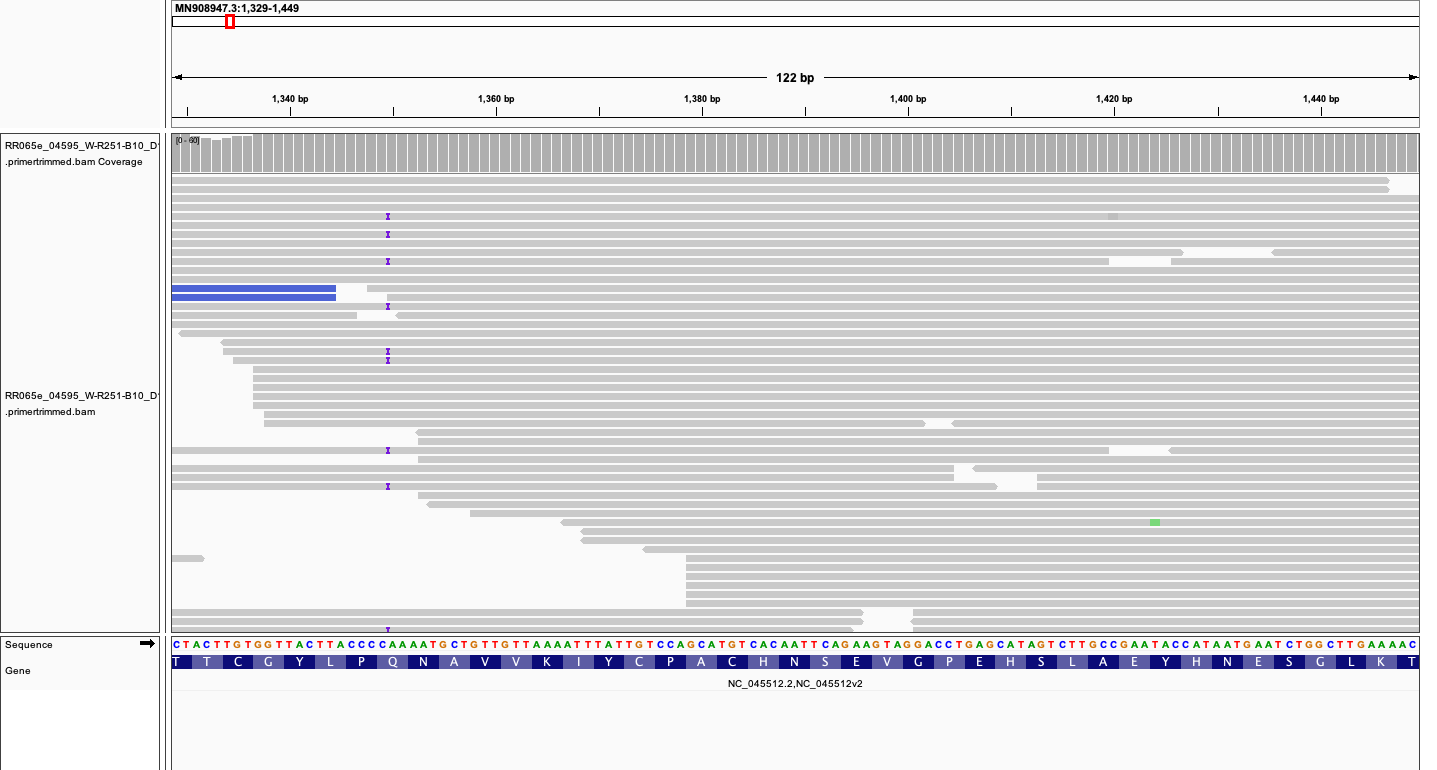 MN908947.3:1,329-1,449
122 bp
1,340 bp 1,360 bp 1,380 bp 1,400 bp 1,420 bp 1,440 bp
[0 - 60]
RR065e_04595_W-R251-B10_D
.primertrimmed.bam Coverage
RR065e_04595_W-R251-B10_D
.primertrimmed.bam
Sequence
C T A C T T G T G G T T A C T T A C C C C A A A A T G C T G T T G T T A A A A T T T A T T G T C C A G C A T G T C A C A A T T C A G A A G T A G G A C C T G A G C A T A G T C T T G C C G A A T A C C A T A A T G A A T C T G G C T T G A A A A C
Gene
T T C G Y L P Q N A V V K I Y C P A C H N S E V G P E H S L A E Y H N E S G L K T
NC_045512.2,NC_045512v2